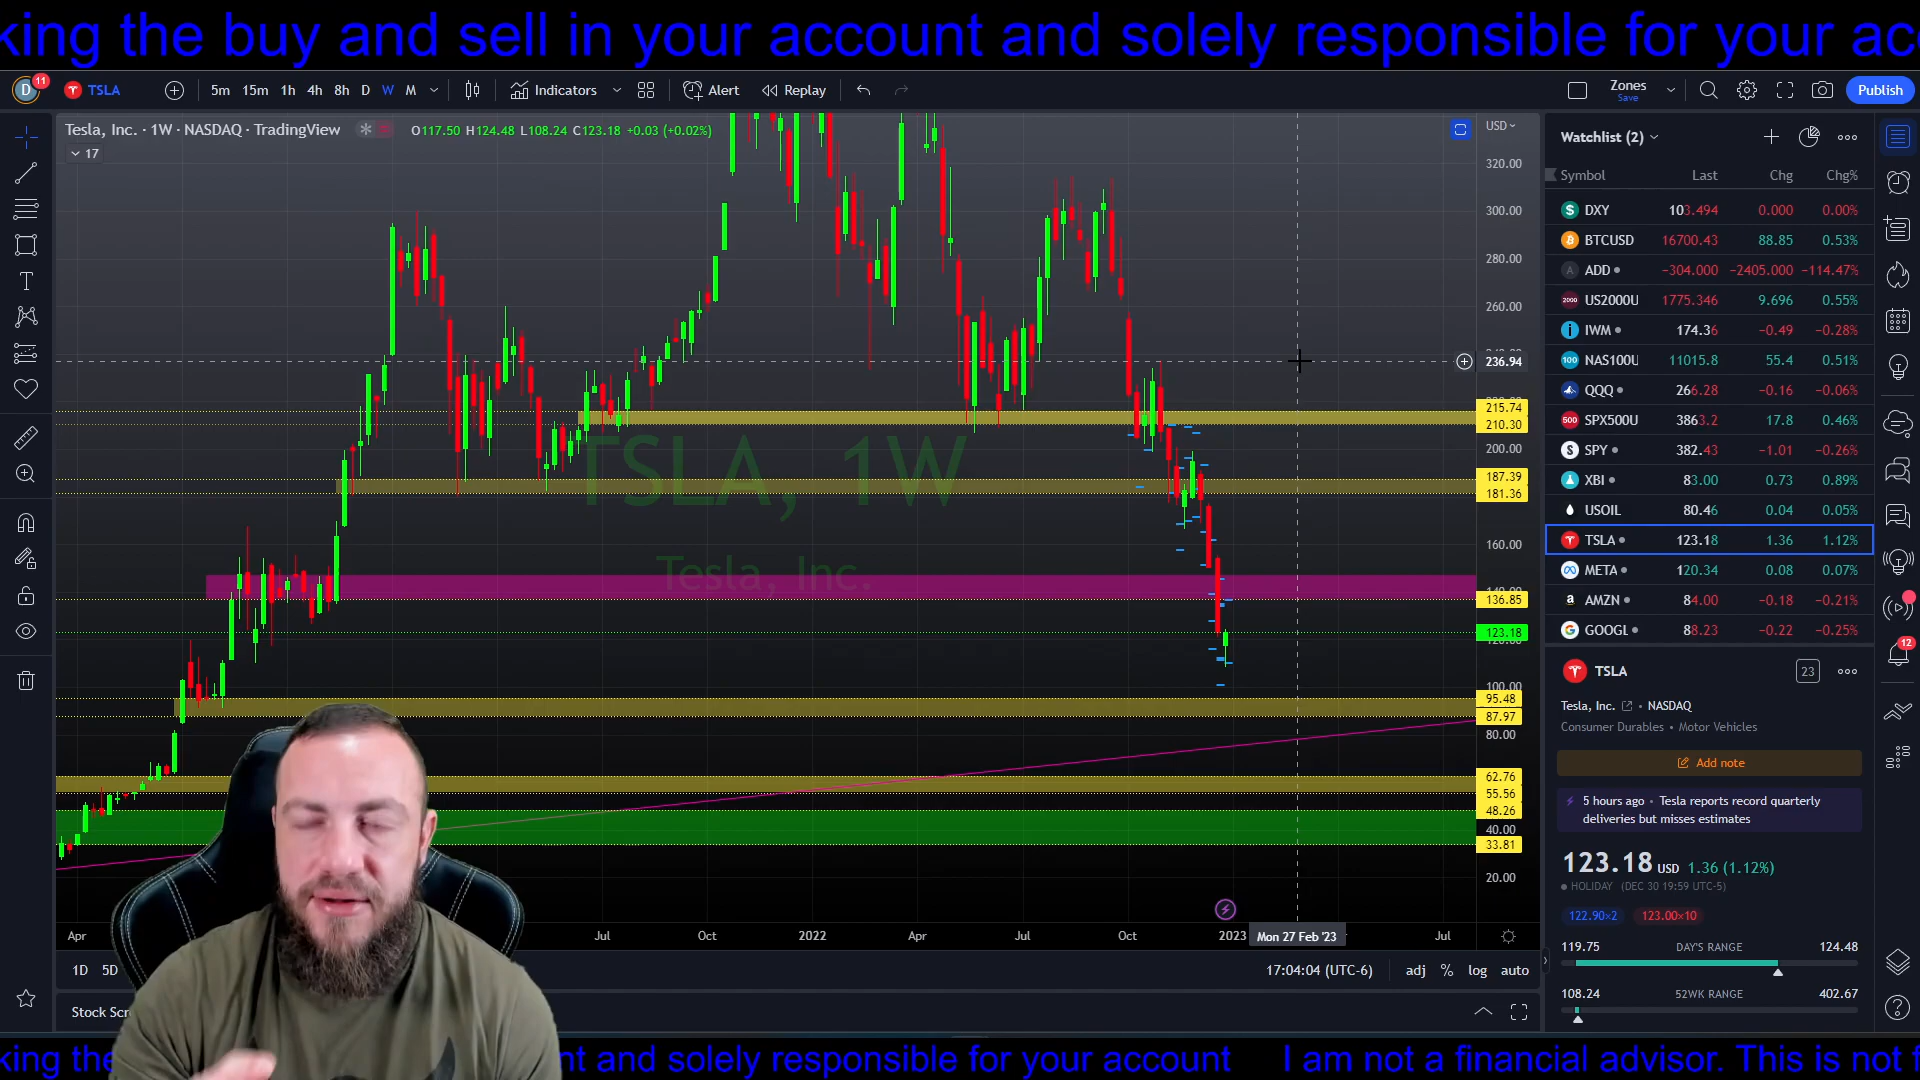 king the buy and sell in your account and solely responsible for your acc
D 11 TSLA 5m 15m 1h 4h 8h D W M Indicators Alert Replay Zones Save Publish
Tesla, Inc. · 1W · NASDAQ · TradingView O117.50 H124.48 L108.24 C123.18 +0.03 (+0.02%) USD
17
TSLA, 1W
Tesla, Inc.
320.00
300.00
280.00
260.00
236.94
215.74
210.30
200.00
187.39
181.36
160.00
136.85
123.18
100.00
95.48
87.97
80.00
62.76
55.56
48.26
40.00
33.81
20.00
Apr Jul Oct 2022 Apr Jul Oct 2023 Mon 27 Feb '23 Jul
1D 5D 17:04:04 (UTC-6) adj % log auto
Stock Scr
Watchlist (2)
Symbol Last Chg Chg%
DXY 103.494 0.000 0.00%
BTCUSD 16700.43 88.85 0.53%
A ADD −304.000 −2405.000 −114.47%
2000 US2000U 1775.346 9.696 0.55%
IWM 174.36 −0.49 −0.28%
100 NAS100U 11015.8 55.4 0.51%
QQQ 266.28 −0.16 −0.06%
500 SPX500U 3863.2 17.8 0.46%
S SPY 382.43 −1.01 −0.26%
XBI 83.00 0.73 0.89%
USOIL 80.46 0.04 0.05%
TSLA 123.18 1.36 1.12%
META 120.34 0.08 0.07%
AMZN 84.00 −0.18 −0.21%
GOOGL 88.23 −0.22 −0.25%
12
TSLA 23
Tesla, Inc. • NASDAQ
Consumer Durables • Motor Vehicles
Add note
5 hours ago • Tesla reports record quarterly
deliveries but misses estimates
123.18 USD 1.36 (1.12%)
HOLIDAY (DEC 30 19:59 UTC-5)
122.90×2 123.00×10
119.75 DAY'S RANGE 124.48
108.24 52WK RANGE 402.67
king the nt and solely responsible for your account I am not a financial advisor. This is not f